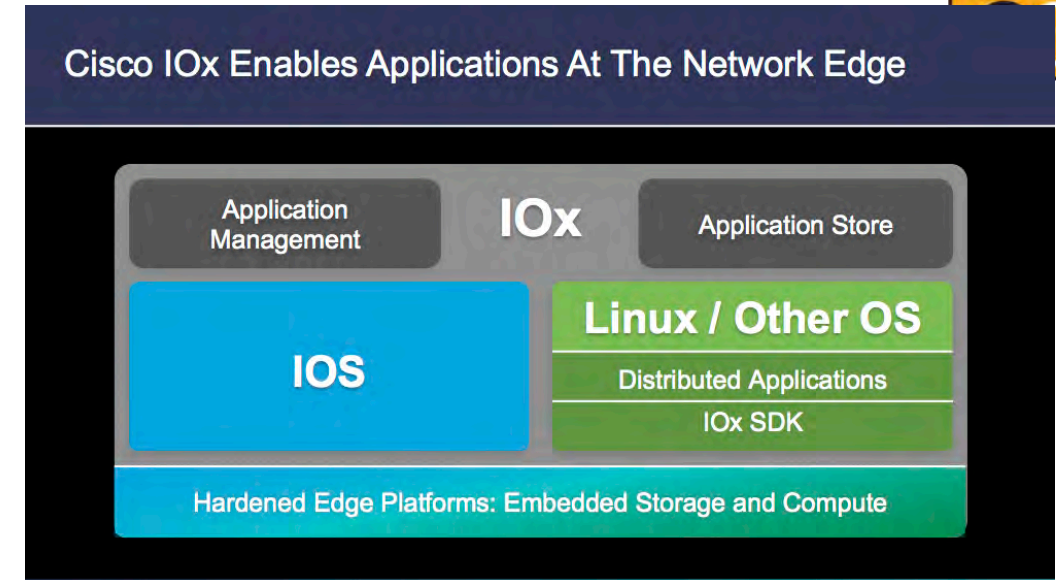 Cisco IOx Enables Applications At The Network Edge
Application
Management
IOx
Application Store
IOS
Linux / Other OS
Distributed Applications
IOx SDK
Hardened Edge Platforms: Embedded Storage and Compute